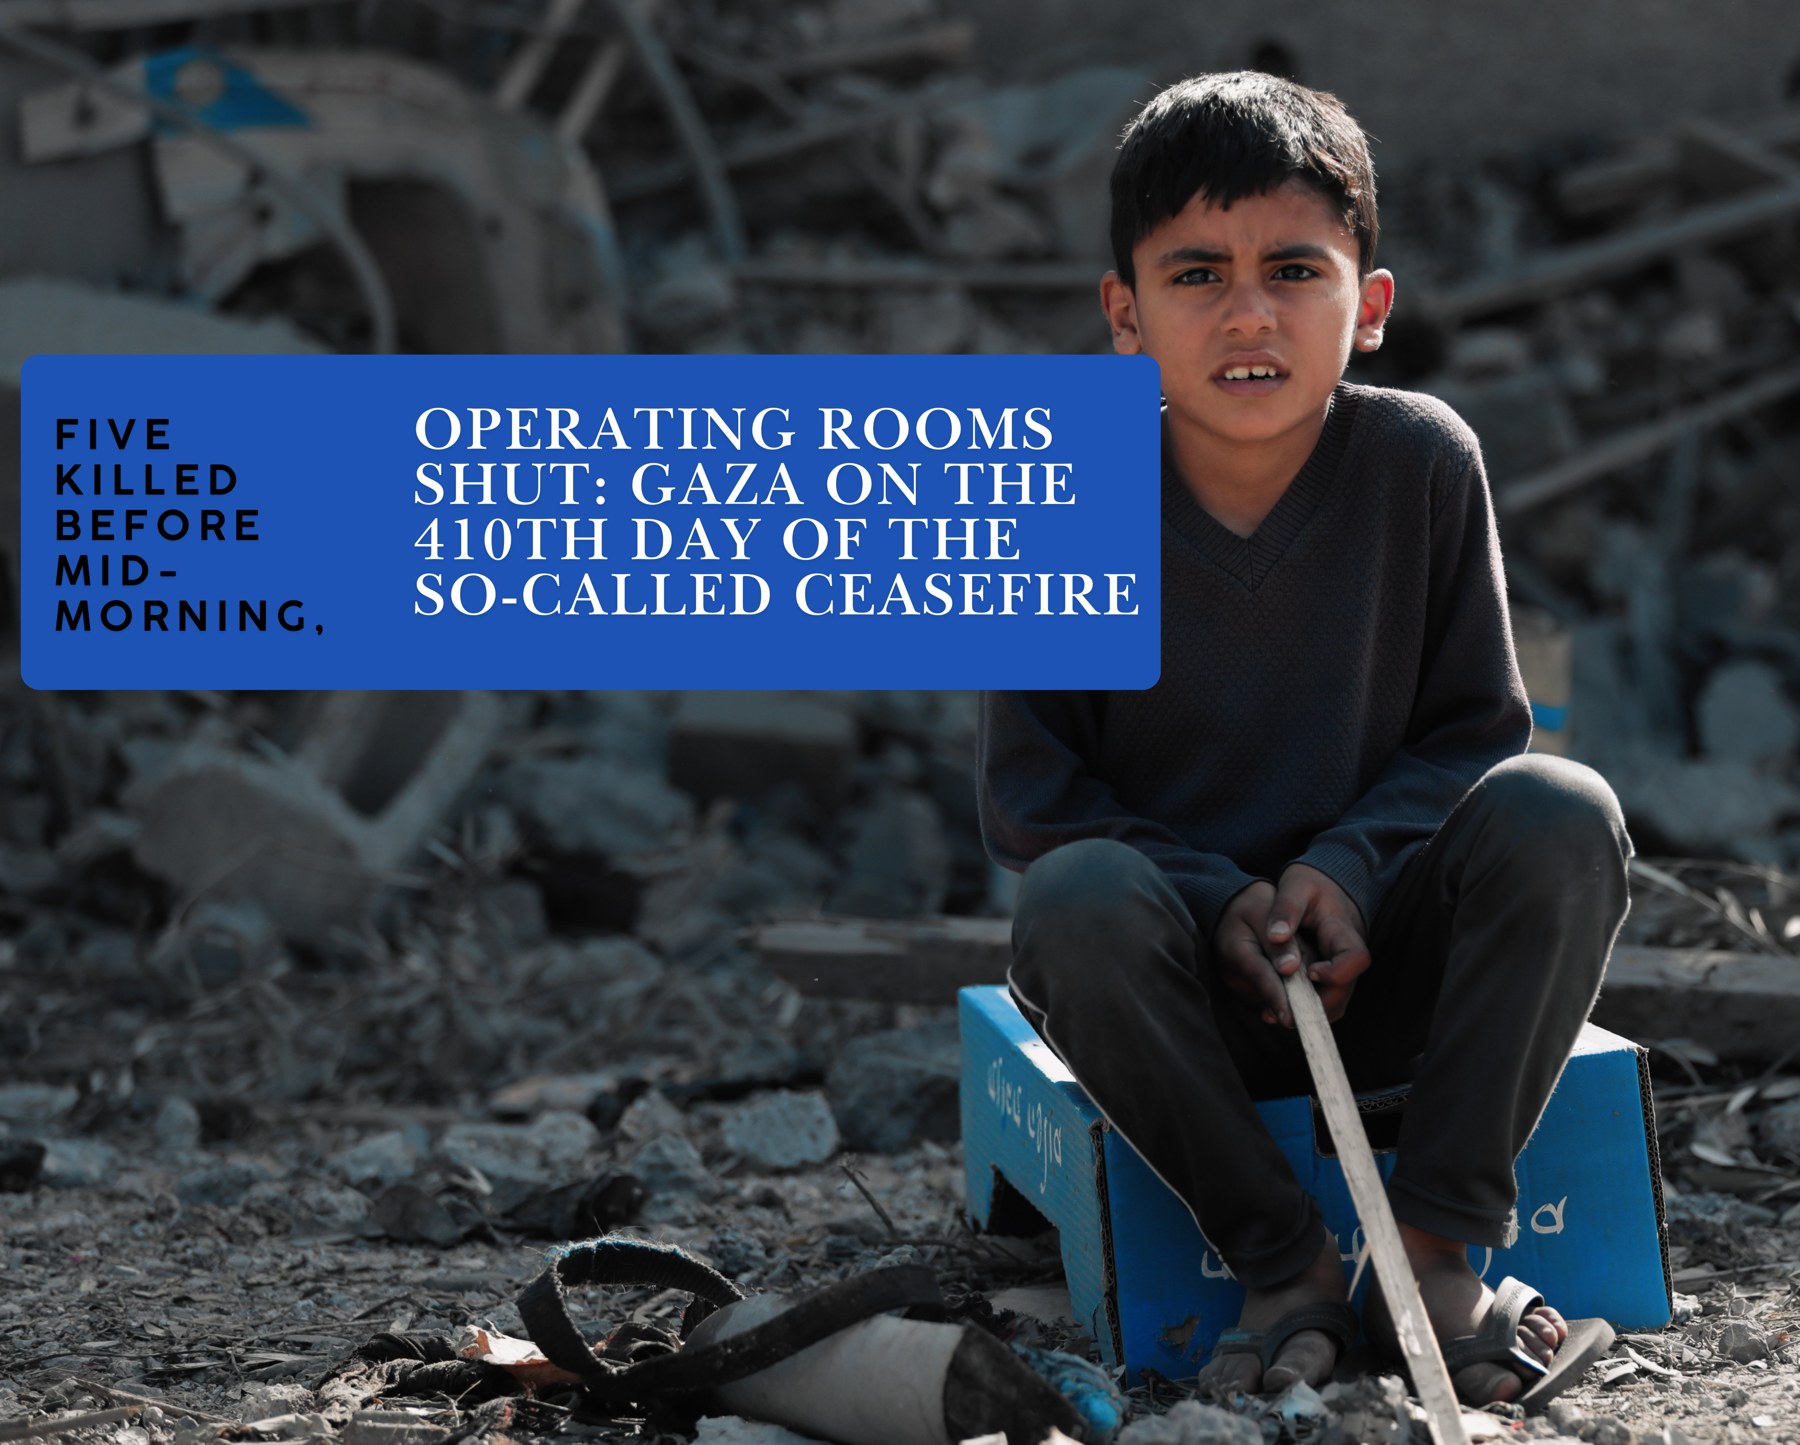 FIVE
KILLED
BEFORE
MID-
MORNING,
OPERATING ROOMS
SHUT: GAZA ON THE
410TH DAY OF THE
SO-CALLED CEASEFIRE